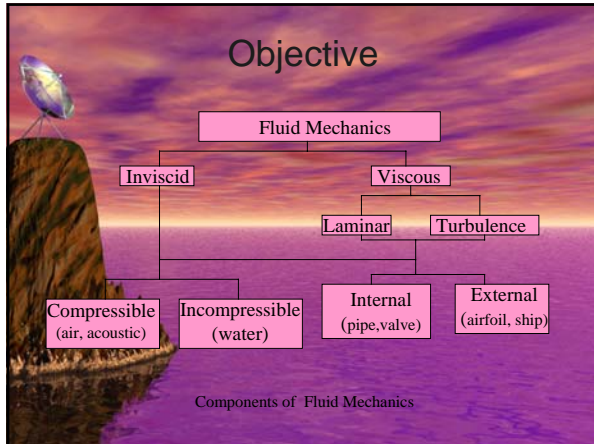 Objective
Fluid Mechanics
Inviscid
Viscous
Laminar
Turbulence
Compressible
(air, acoustic)
Incompressible
(water)
Internal
(pipe,valve)
External
(airfoil, ship)
Components of Fluid Mechanics